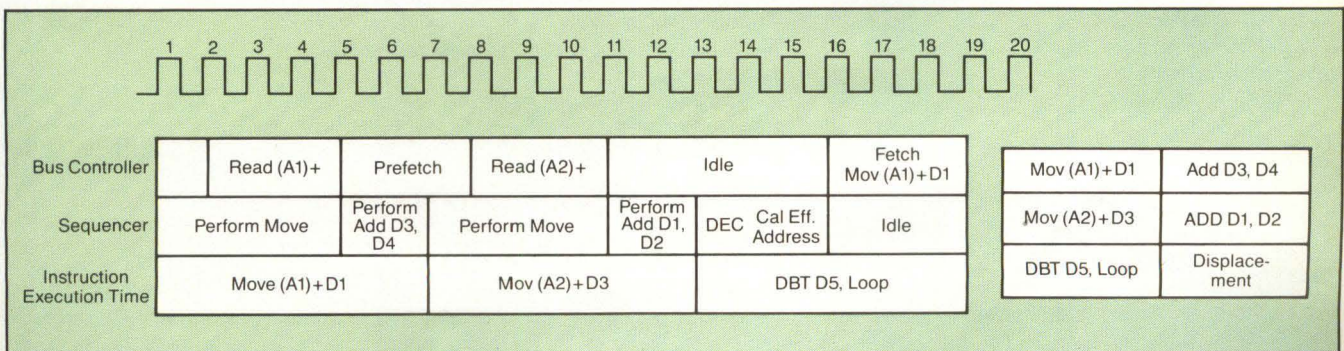 1 2 3 4 5 6 7 8 9 10 11 12 13 14 15 16 17 18 19 20
Bus Controller
Read (A1)+
Prefetch
Read (A2)+
Idle
Fetch
Mov (A1)+D1
Sequencer
Perform Move
Perform
Add D3,
D4
Perform Move
Perform
Add D1,
D2
DEC
Cal Eff.
Address
Idle
Instruction
Execution Time
Move (A1)+D1
Mov (A2)+D3
DBT D5, Loop
Mov (A1)+D1
Add D3, D4
Mov (A2)+D3
ADD D1, D2
DBT D5, Loop
Displace-
ment